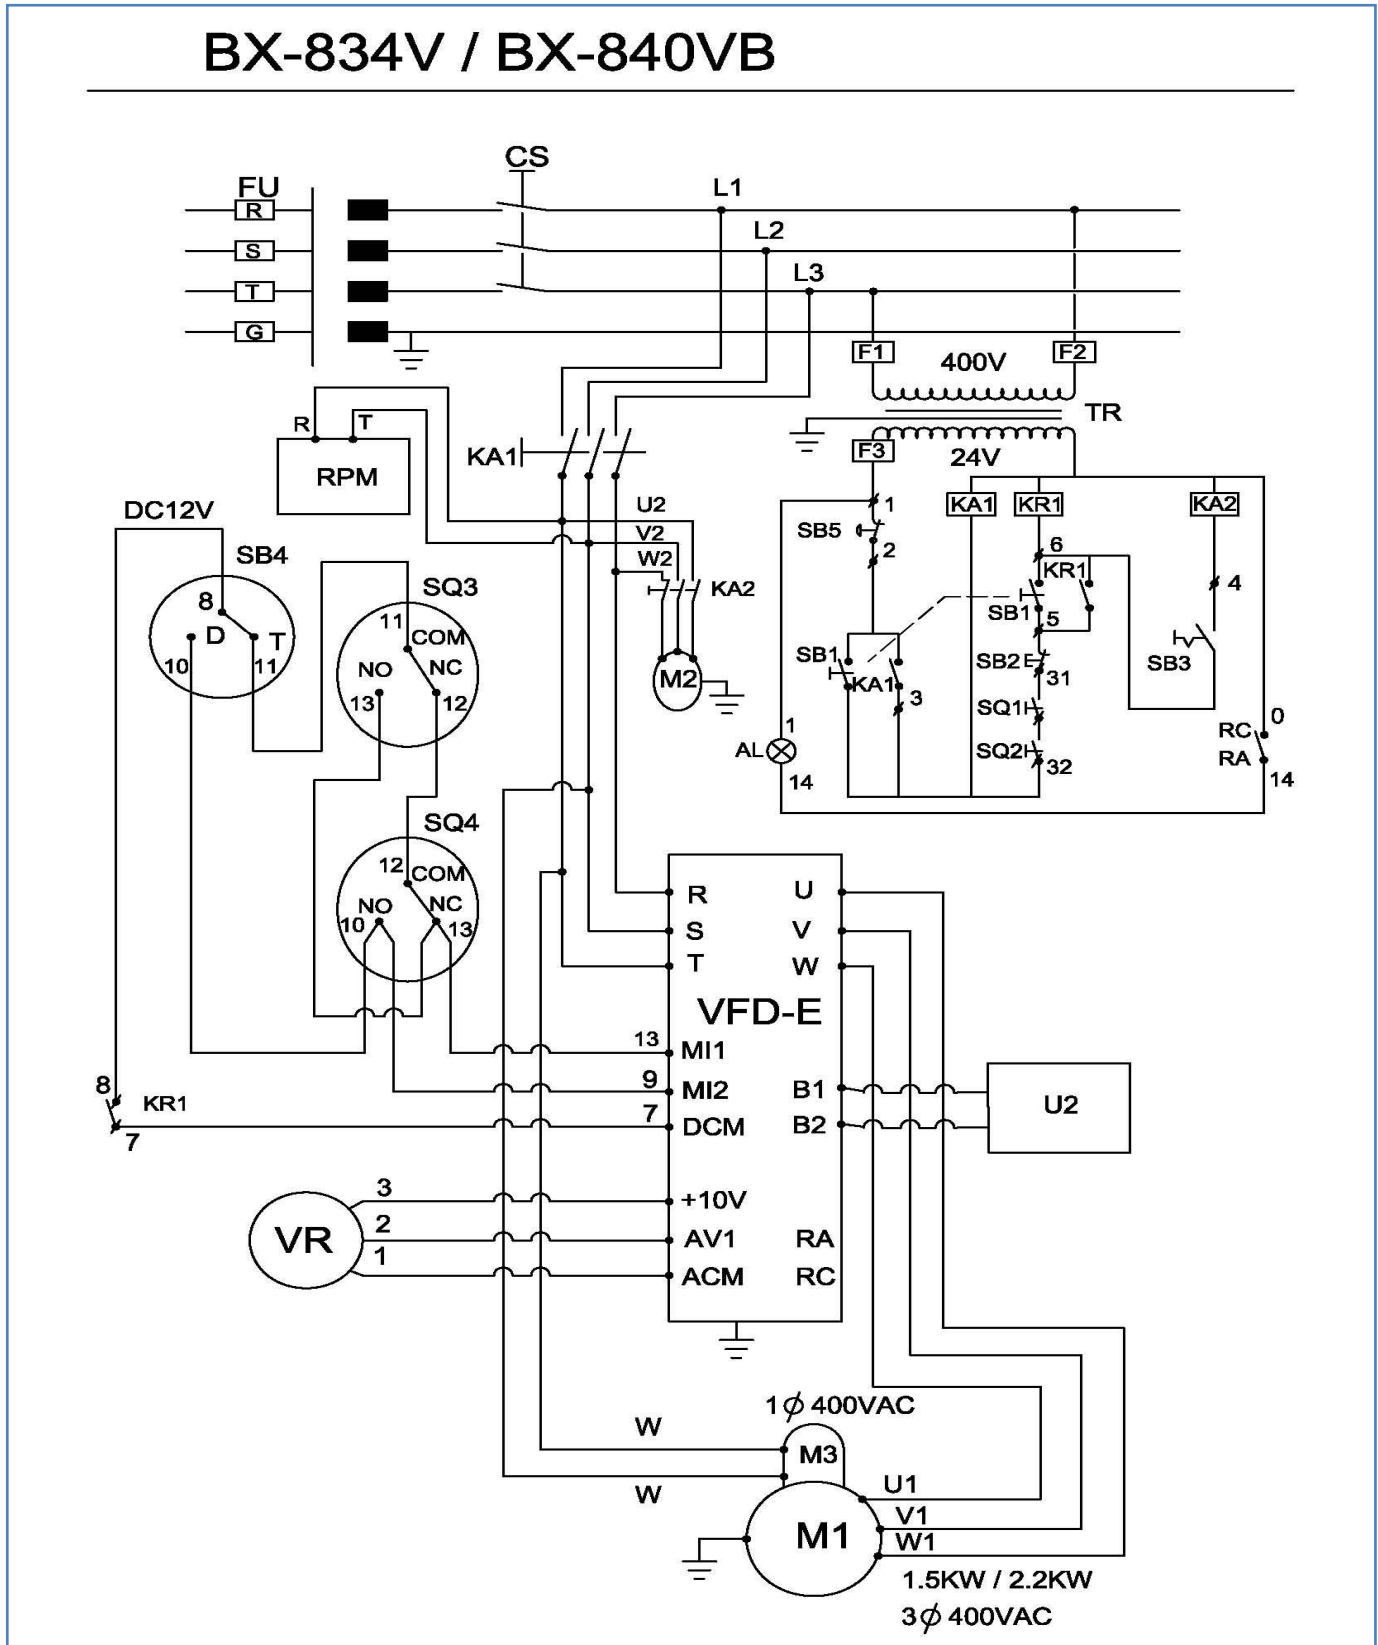 BX-834V / BX-840VB
CS
FU
L1
R
L2
S
L3
T
G
F1
400V
F2
TR
R
T
RPM
KA1
F3
24V
DC12V
U2
V2
W2
KA2
1
SB5
2
KA1
KR1
KA2
SB4
8
D
T
10
11
SQ3
11
COM
NO
NC
13
12
M2
6
KR1
SB1
5
4
SB3
SB1
KA1
3
SB2
31
SQ1
SQ2
32
0
RC
RA
14
1
AL
14
SQ4
12
COM
NO
NC
10
13
R
U
S
V
T
W
VFD-E
13
MI1
9
MI2
B1
7
DCM
B2
U2
8
KR1
7
3
+10V
VR
2
AV1
RA
1
ACM
RC
1ϕ 400VAC
W
M3
W
U1
V1
W1
M1
1.5KW / 2.2KW
3ϕ 400VAC